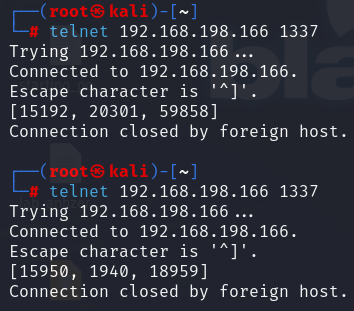 ┌──(root㉿kali)-[~]
└─# telnet 192.168.198.166 1337
Trying 192.168.198.166...
Connected to 192.168.198.166.
Escape character is '^]'.
[15192, 20301, 59858]
Connection closed by foreign host.
┌──(root㉿kali)-[~]
└─# telnet 192.168.198.166 1337
Trying 192.168.198.166...
Connected to 192.168.198.166.
Escape character is '^]'.
[15950, 1940, 18959]
Connection closed by foreign host.